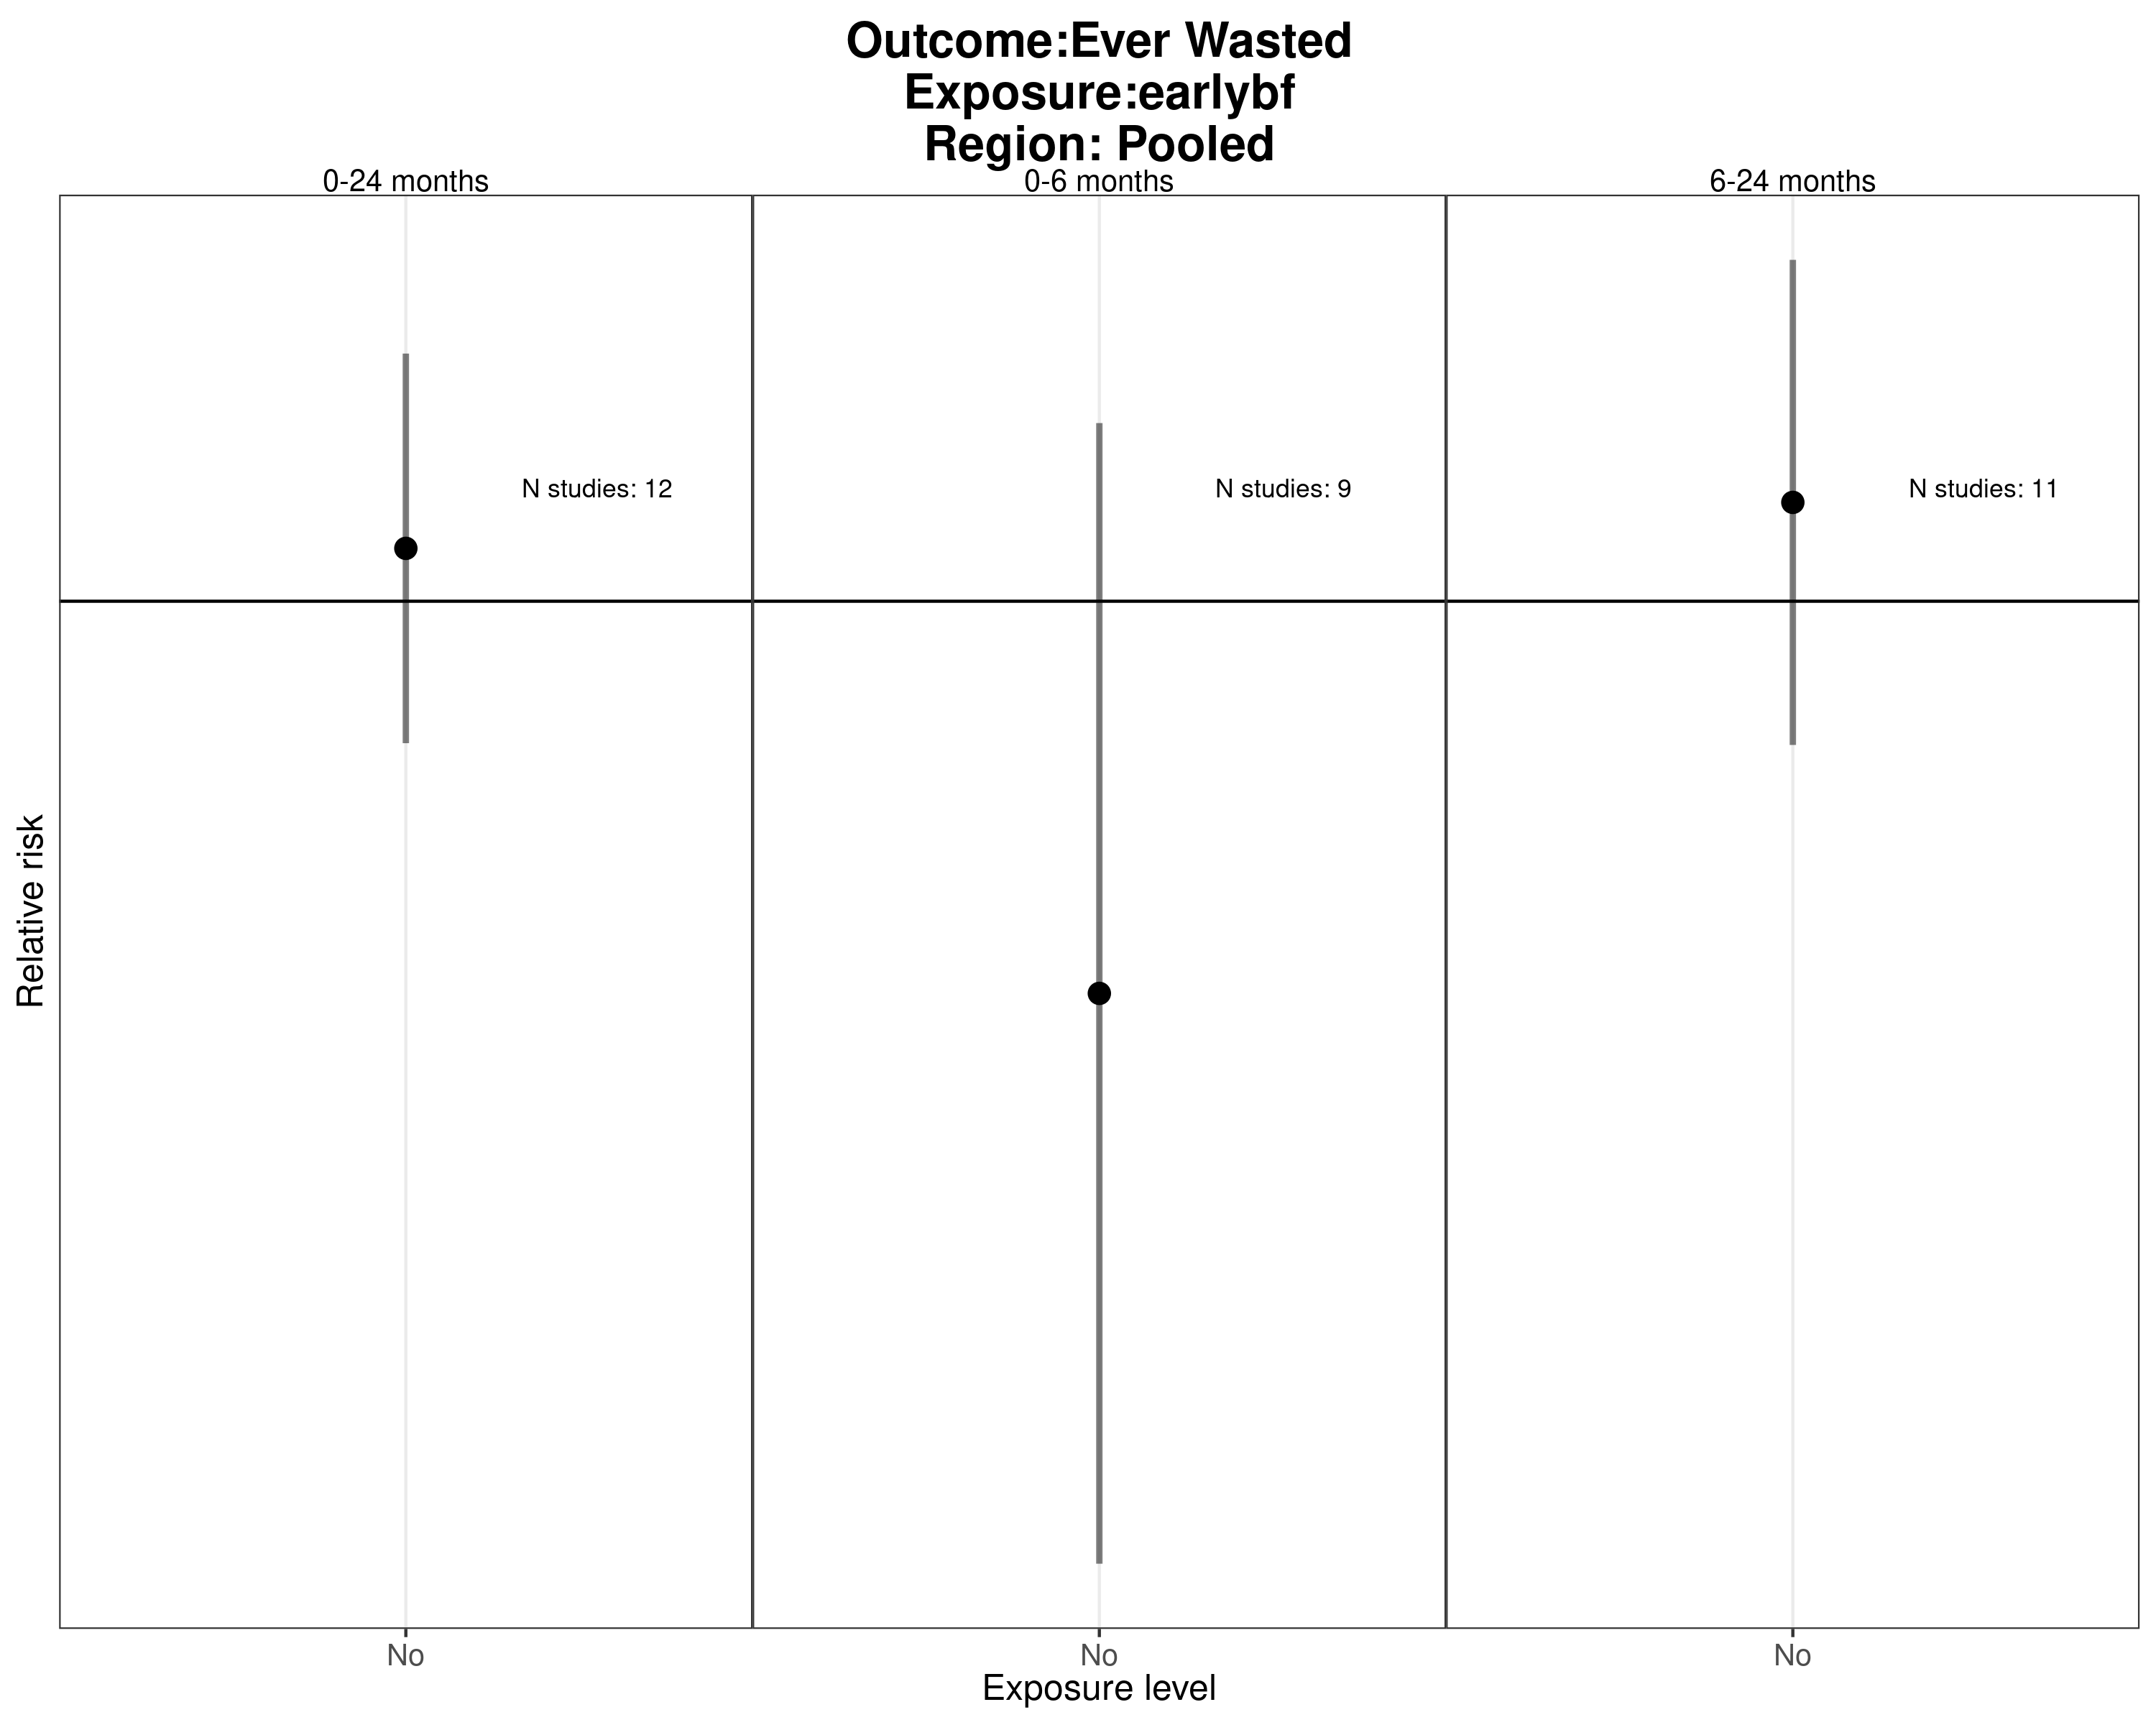 Outcome:Ever Wasted
Exposure:earlybf
Region: Pooled
0-24 months
0-6 months
6-24 months
N studies: 12
N studies: 9
N studies: 11
Relative risk
No
No
No
Exposure level